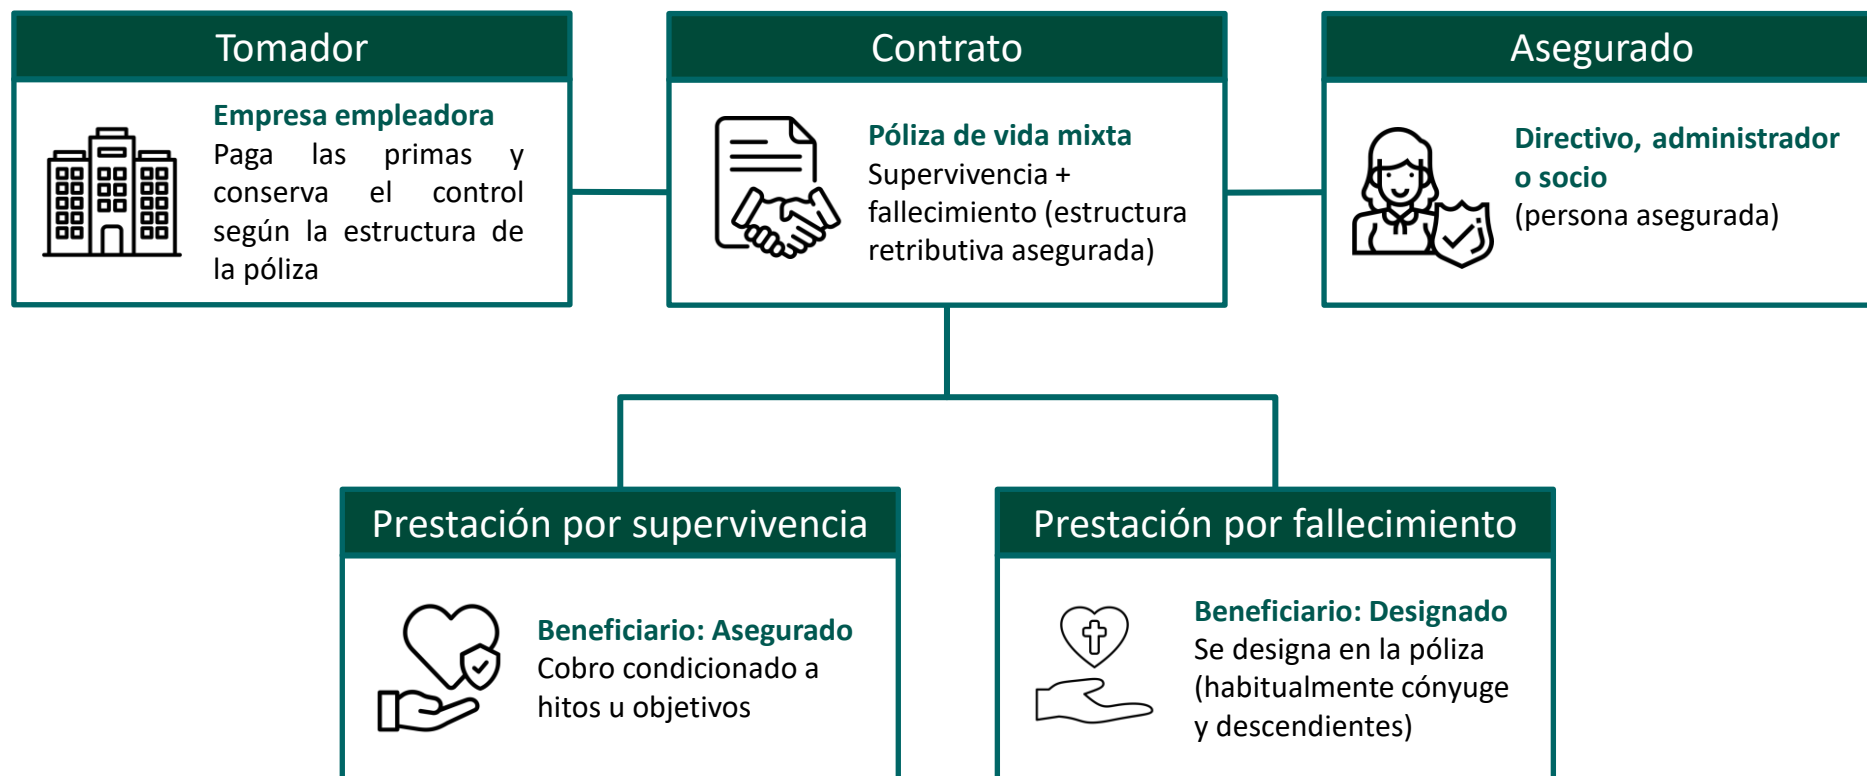 Tomador
Empresa empleadora
Paga las primas y
conserva el control
según la estructura de
la póliza
Contrato
Póliza de vida mixta
Supervivencia +
fallecimiento (estructura
retributiva asegurada)
Asegurado
Directivo, administrador
o socio
(persona asegurada)
Prestación por supervivencia
Beneficiario: Asegurado
Cobro condicionado a
hitos u objetivos
Prestación por fallecimiento
Beneficiario: Designado
Se designa en la póliza
(habitualmente cónyuge
y descendientes)